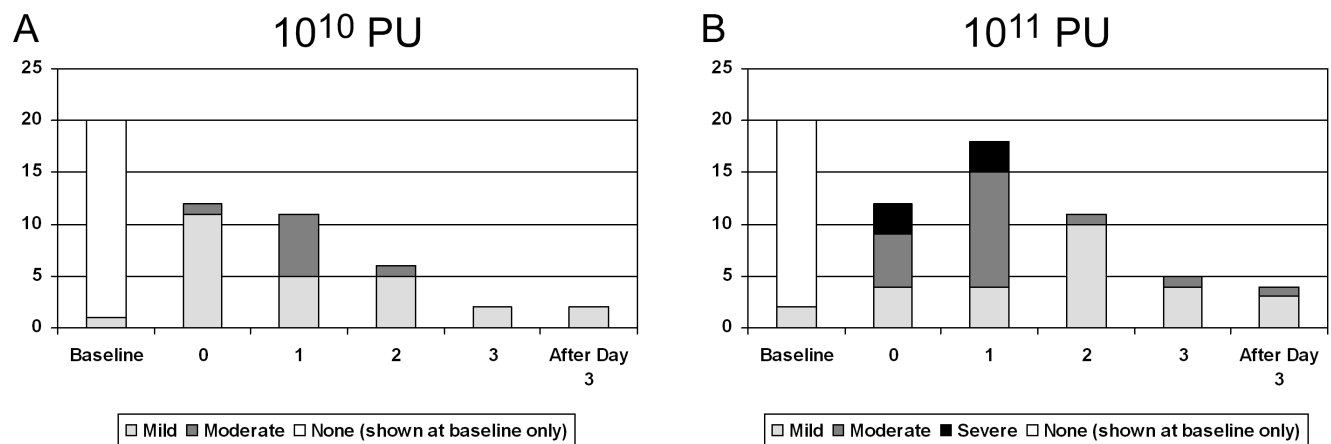 A
10¹⁰ PU
25
20
15
10
5
0
Baseline 0 1 2 3 After Day
3
Mild Moderate None (shown at baseline only)
B
10¹¹ PU
25
20
15
10
5
0
Baseline 0 1 2 3 After Day
3
Mild Moderate Severe None (shown at baseline only)